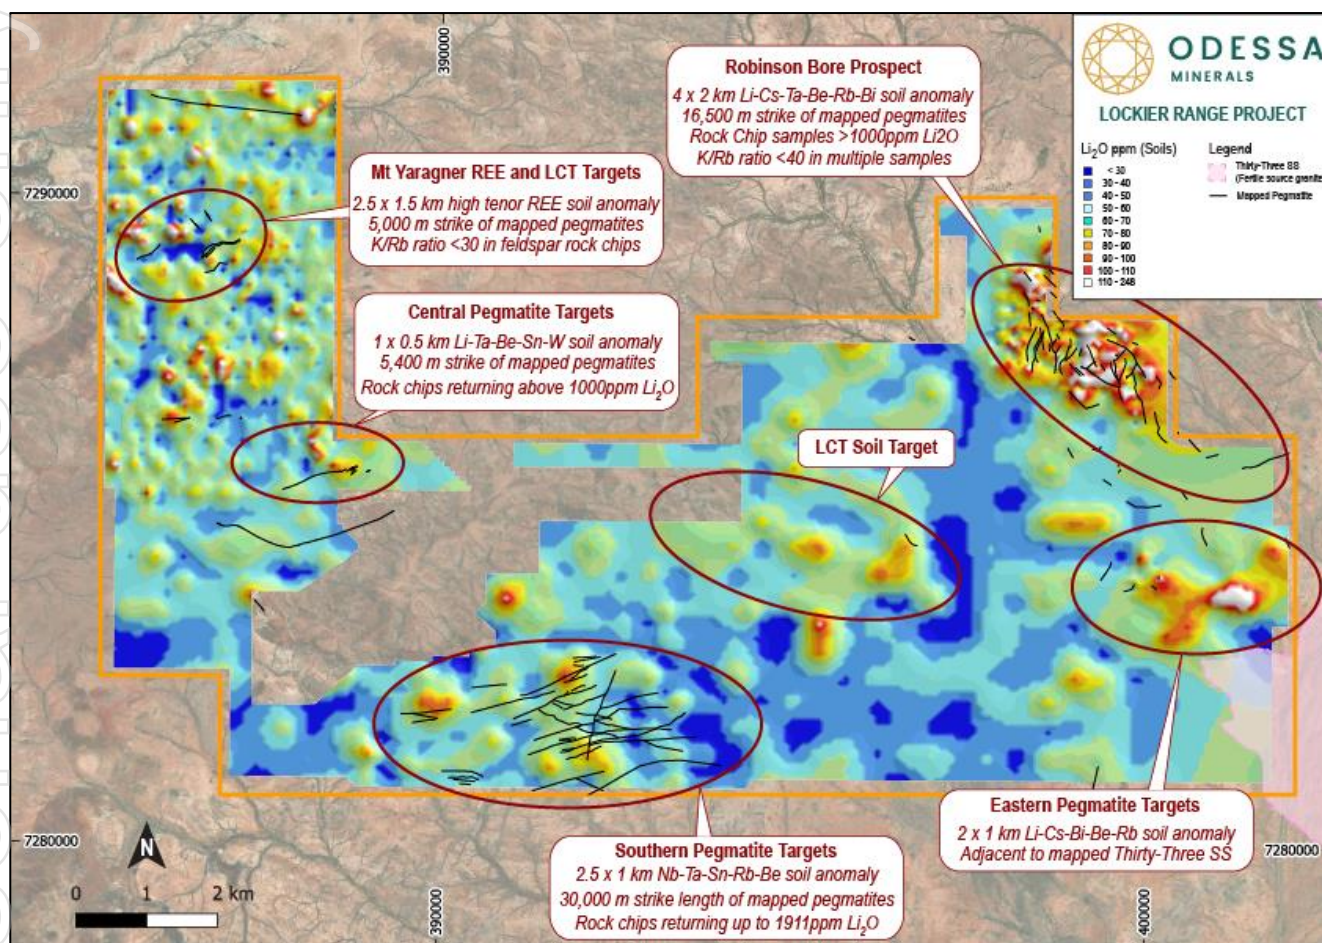 390000
ODESSA
MINERALS
LOCKIER RANGE PROJECT
Li2O ppm (Soils)
< 30
30 - 40
40 - 50
50 - 60
60 - 70
70 - 80
80 - 90
90 - 100
100 - 110
110 - 246
Legend
Thirty-Three SS
(Fertile source granite
Mapped Pegmatite
Robinson Bore Prospect
4 x 2 km Li-Cs-Ta-Be-Rb-Bi soil anomaly
16,500 m strike of mapped pegmatites
Rock Chip samples >1000ppm Li2O
K/Rb ratio <40 in multiple samples
7290000
Mt Yaragner REE and LCT Targets
2.5 x 1.5 km high tenor REE soil anomaly
5,000 m strike of mapped pegmatites
K/Rb ratio <30 in feldspar rock chips
Central Pegmatite Targets
1 x 0.5 km Li-Ta-Be-Sn-W soil anomaly
5,400 m strike of mapped pegmatites
Rock chips returning above 1000ppm Li2O
LCT Soil Target
Eastern Pegmatite Targets
2 x 1 km Li-Cs-Bi-Be-Rb soil anomaly
Adjacent to mapped Thirty-Three SS
Southern Pegmatite Targets
2.5 x 1 km Nb-Ta-Sn-Rb-Be soil anomaly
30,000 m strike length of mapped pegmatites
Rock chips returning up to 1911ppm Li2O
7280000
7280000
N
0 1 2 km
390000
400000